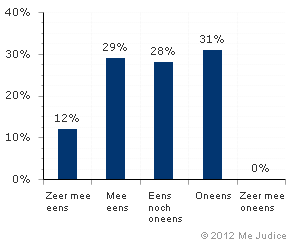 40%
30%
20%
10%
0%
12%
29%
28%
31%
0%
Zeer mee eens
Mee eens
Eens noch oneens
Oneens
Zeer mee oneens
© 2012 Me Judice